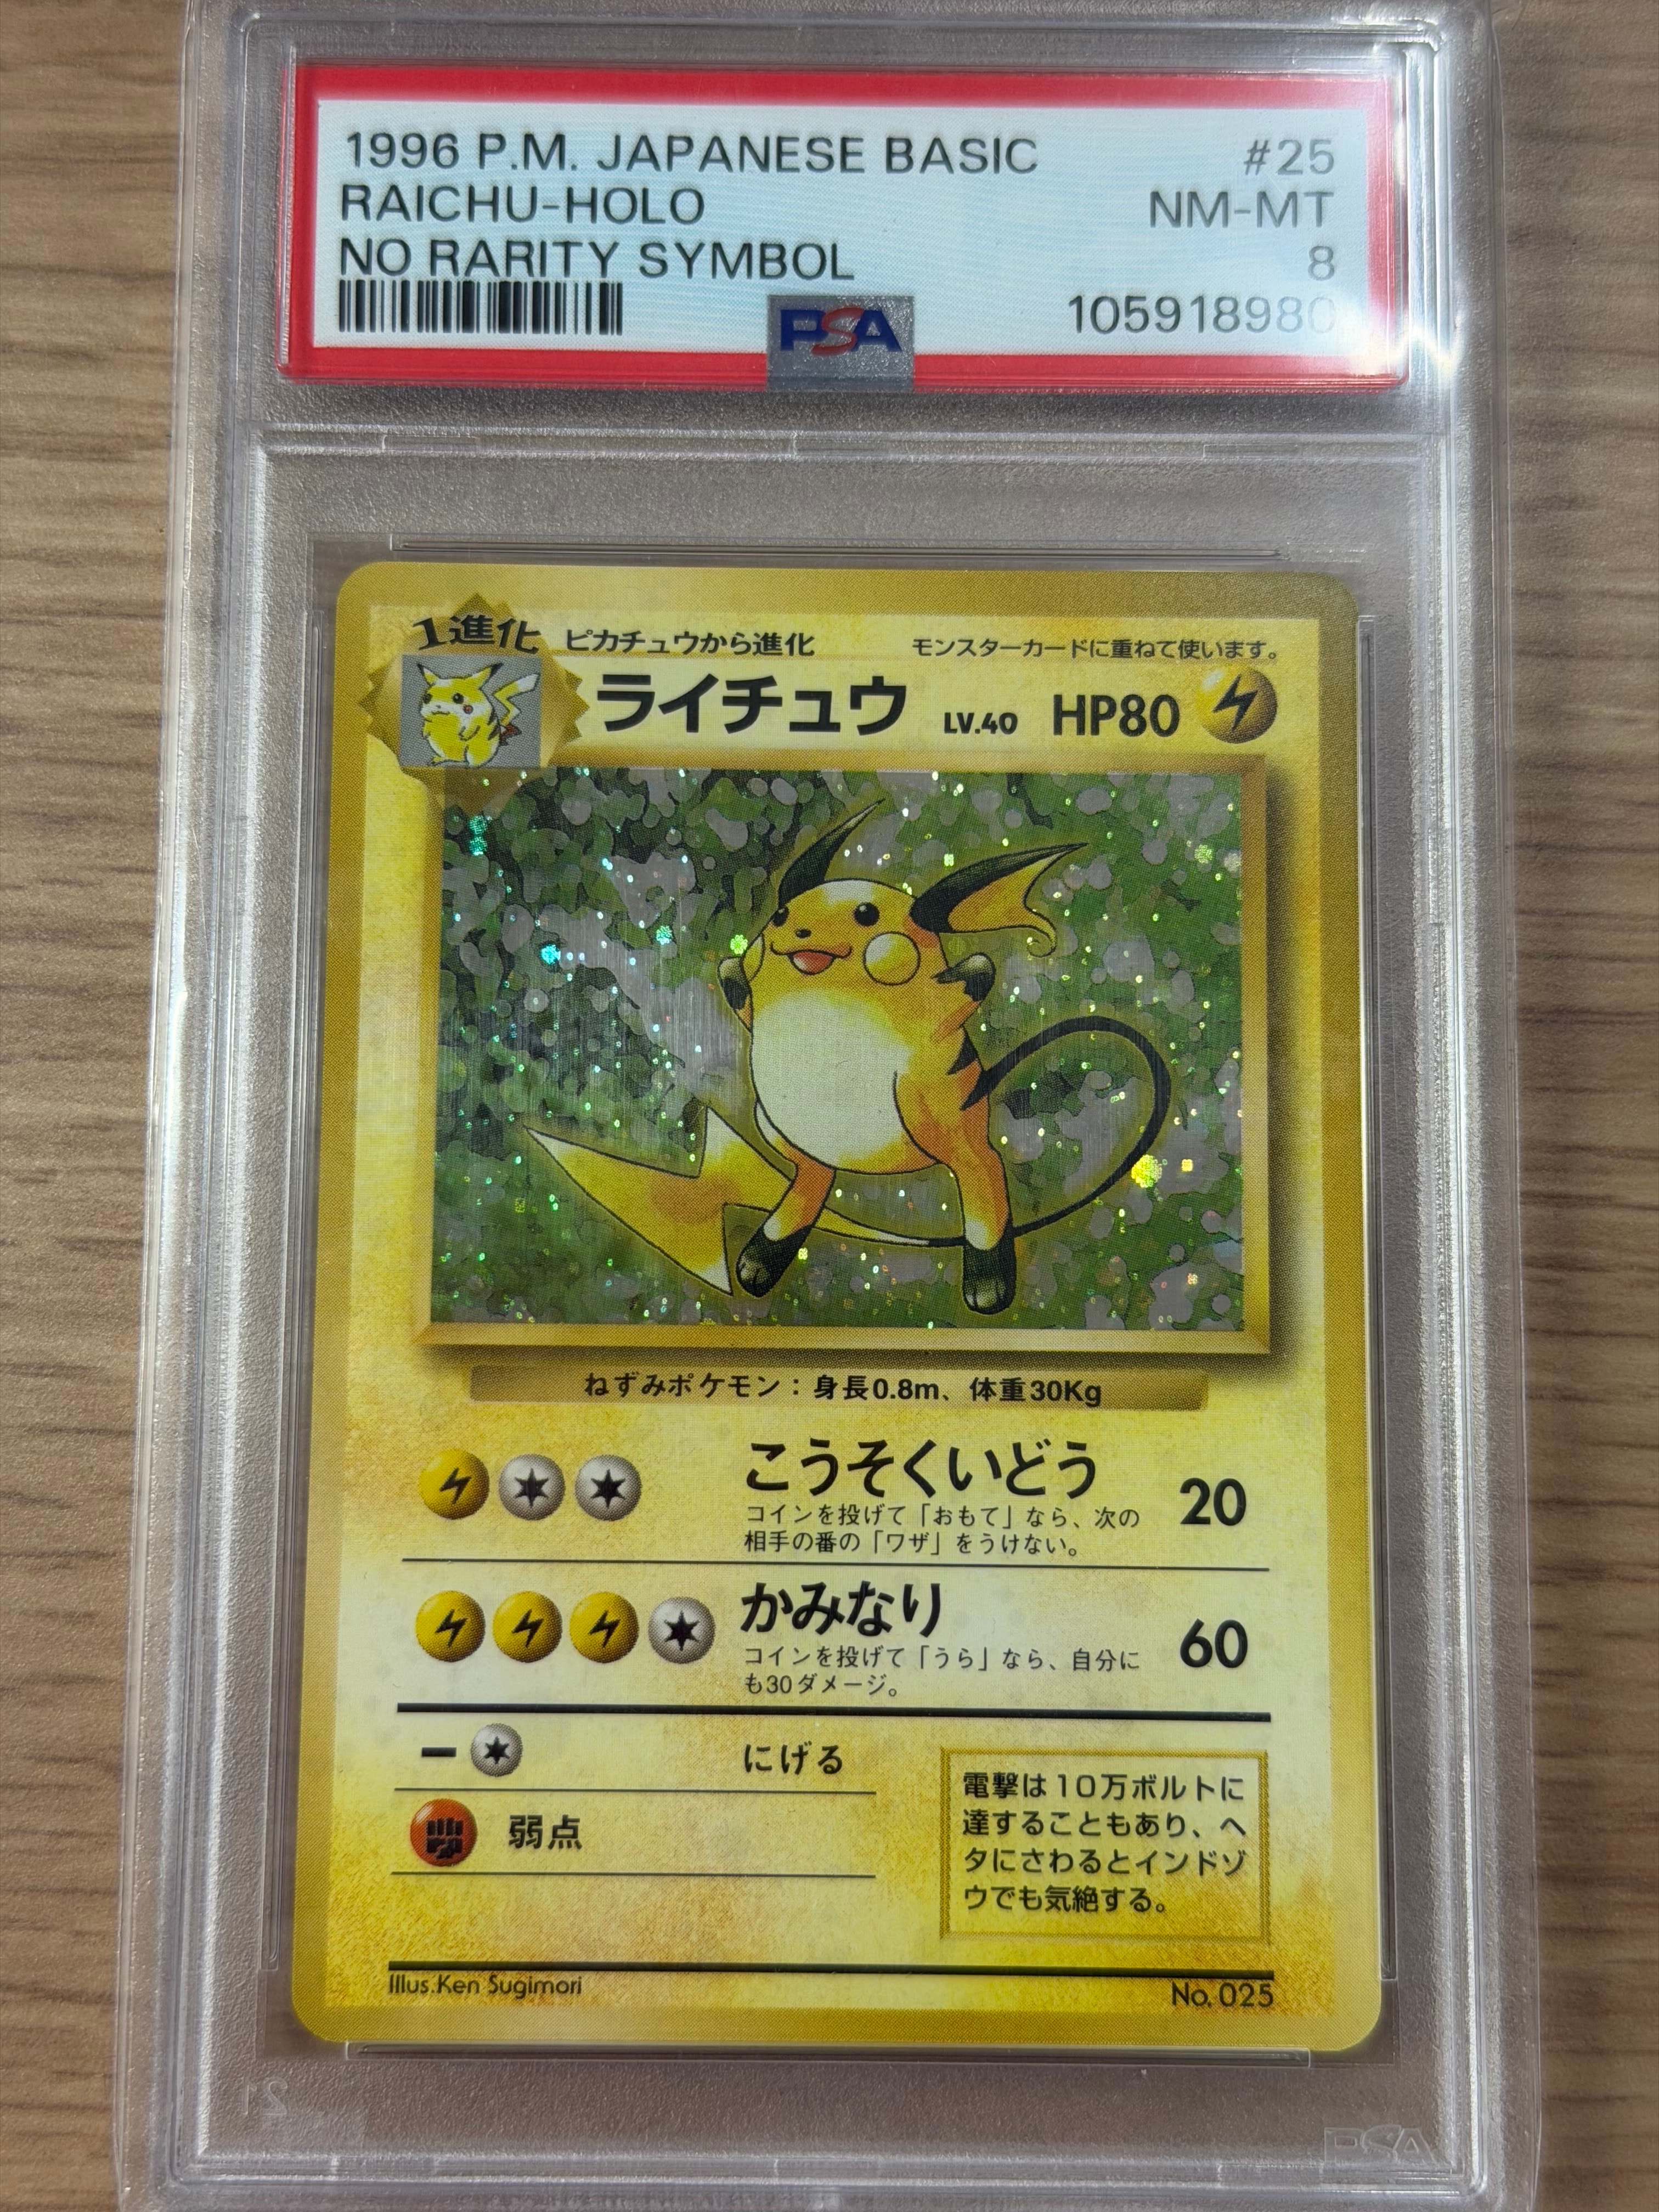 1996 P.M. JAPANESE BASIC #25
RAICHU-HOLO NM-MT
NO RARITY SYMBOL 8
PSA 105918980
1進化 ピカチュウから進化 モンスターカードに重ねて使います。
ライチュウ LV.40 HP80
ねずみポケモン：身長0.8m、体重30Kg
こうそくいどう 20
コインを投げて「おもて」なら、次の
相手の番の「ワザ」をうけない。
かみなり 60
コインを投げて「うら」なら、自分に
も30ダメージ。
− にげる
弱点
電撃は10万ボルトに
達することもあり、ヘ
タにさわるとインドゾ
ウでも気絶する。
Illus.Ken Sugimori No.025
21 PSA